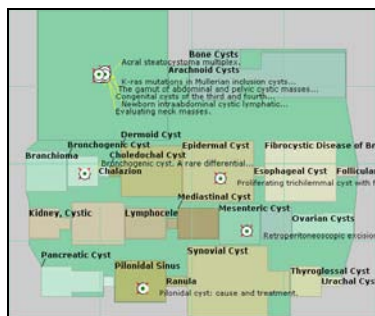 Bone Cysts
Acral steatocystoma multiplex.
Arachnoid Cysts
K-ras mutations in Mullerian inclusion cysts...
The gamut of abdominal and pelvic cystic masses...
Congenital cysts of the third and fourth...
Newborn intraabdominal cystic lymphatic...
Evaluating neck masses.
Dermoid Cyst
Bronchogenic Cyst
Epidermal Cyst
Fibrocystic Disease of Br
Branchioma
Choledochal Cyst
Bronchogenic cyst. A rare differential...
Chalazion
Esophageal Cyst
Follicular
Proliferating trichilemmal cyst with f
Mediastinal Cyst
Kidney, Cystic
Lymphocele
Mesenteric Cyst
Ovarian Cysts
Retroperitoneoscopic excision
Synovial Cyst
Pancreatic Cyst
Pilonidal Sinus
Thyroglossal Cyst
Ranula
Urachal Cyst
Pilonidal cyst: cause and treatment.